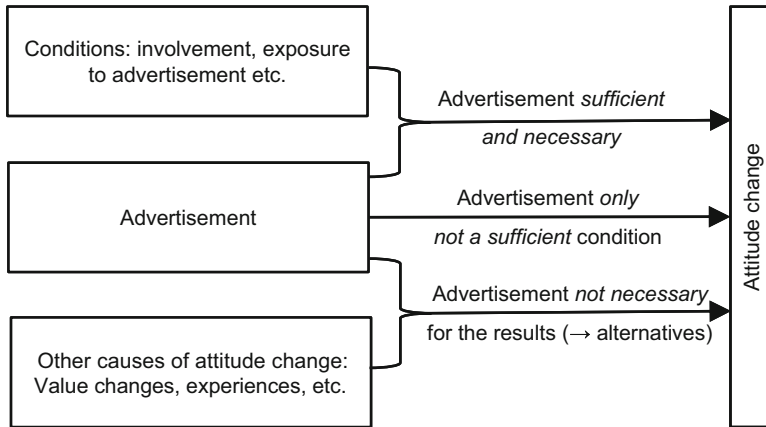 Conditions: involvement, exposure
to advertisement etc.
Advertisement sufficient
and necessary
Advertisement
Advertisement only
not a sufficient condition
Advertisement not necessary
for the results (→ alternatives)
Other causes of attitude change:
Value changes, experiences, etc.
Attitude change